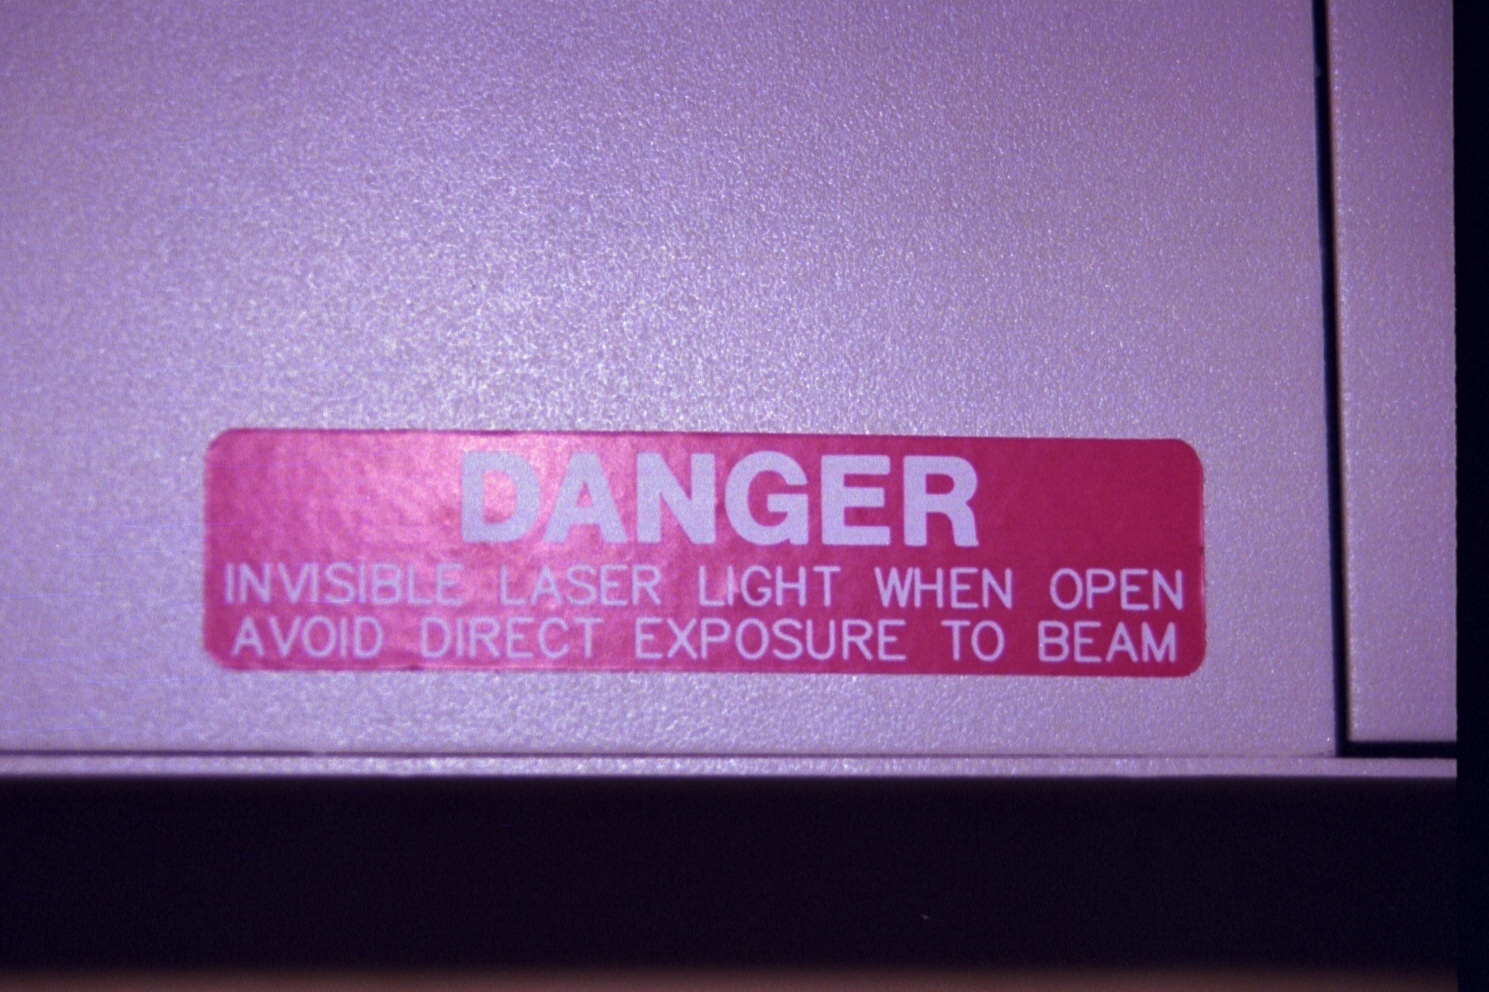 DANGER
INVISIBLE LASER LIGHT WHEN OPEN
AVOID DIRECT EXPOSURE TO BEAM